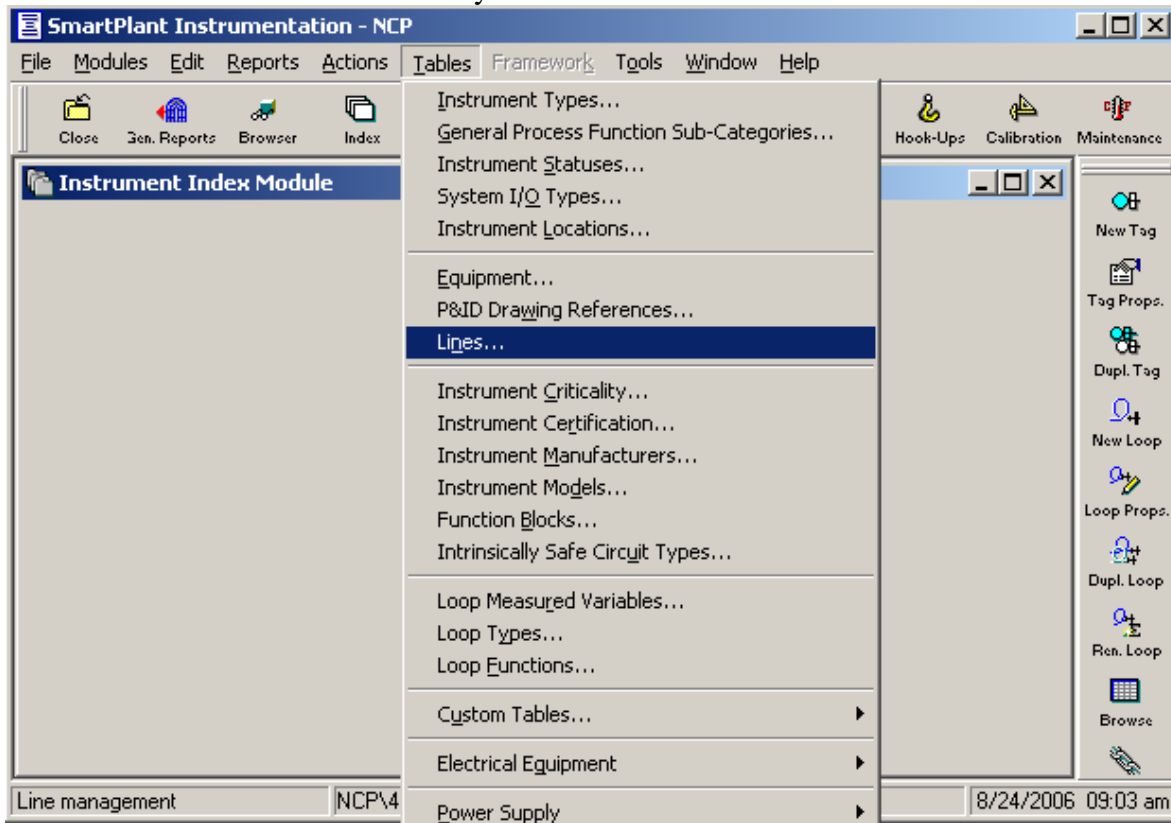 SmartPlant Instrumentation - NCP
File Modules Edit Reports Actions Tables Framework Tools Window Help
Close Gen. Reports Browser Index Hook-Ups Calibration Maintenance
Instrument Index Module
Instrument Types...
General Process Function Sub-Categories...
Instrument Statuses...
System I/O Types...
Instrument Locations...
Equipment...
P&ID Drawing References...
Lines...
Instrument Criticality...
Instrument Certification...
Instrument Manufacturers...
Instrument Models...
Function Blocks...
Intrinsically Safe Circuit Types...
Loop Measured Variables...
Loop Types...
Loop Functions...
Custom Tables...
Electrical Equipment
Power Supply
New Tag
Tag Props.
Dupl. Tag
New Loop
Loop Props.
Dupl. Loop
Ren. Loop
Browse
Line management NCP\4 8/24/2006 09:03 am